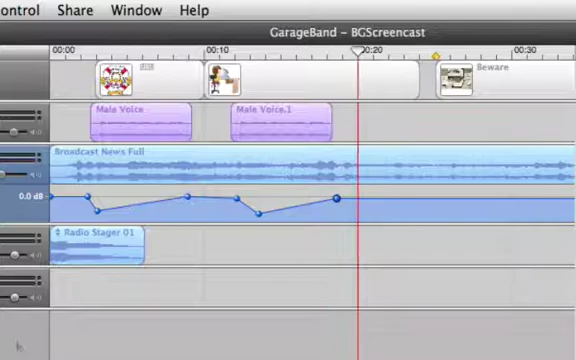 ontrol Share Window Help
GarageBand – BGScreencast
00:00 00:10 00:20 00:30
Beware
Male Voice Male Voice.1
Broadcast News Full
0.0 dB
Radio Stager 01